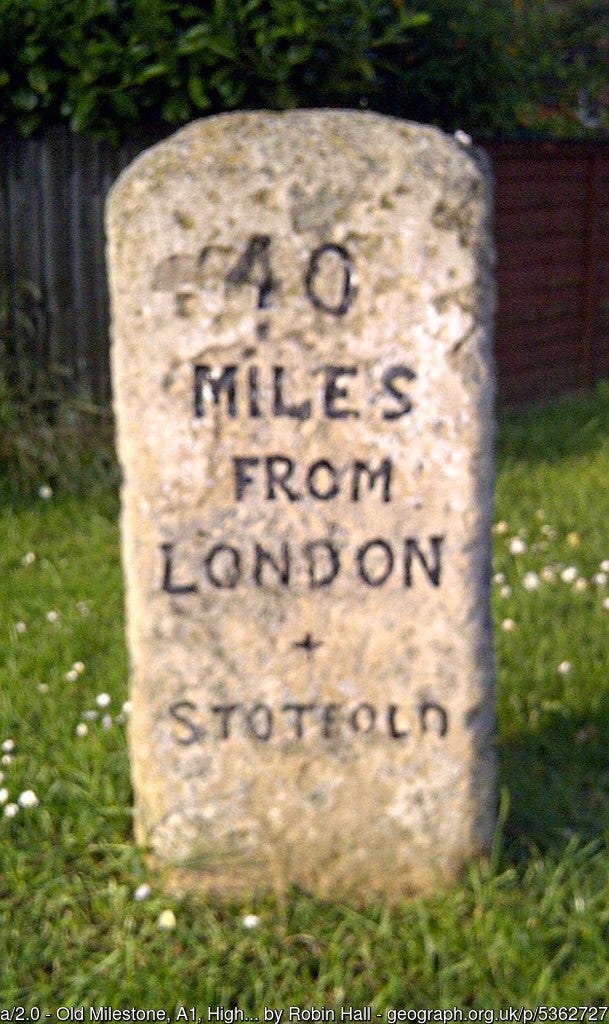 40
MILES
FROM
LONDON
+
STOTFOLD
a/2.0 - Old Milestone, A1, High... by Robin Hall - geograph.org.uk/p/5362727